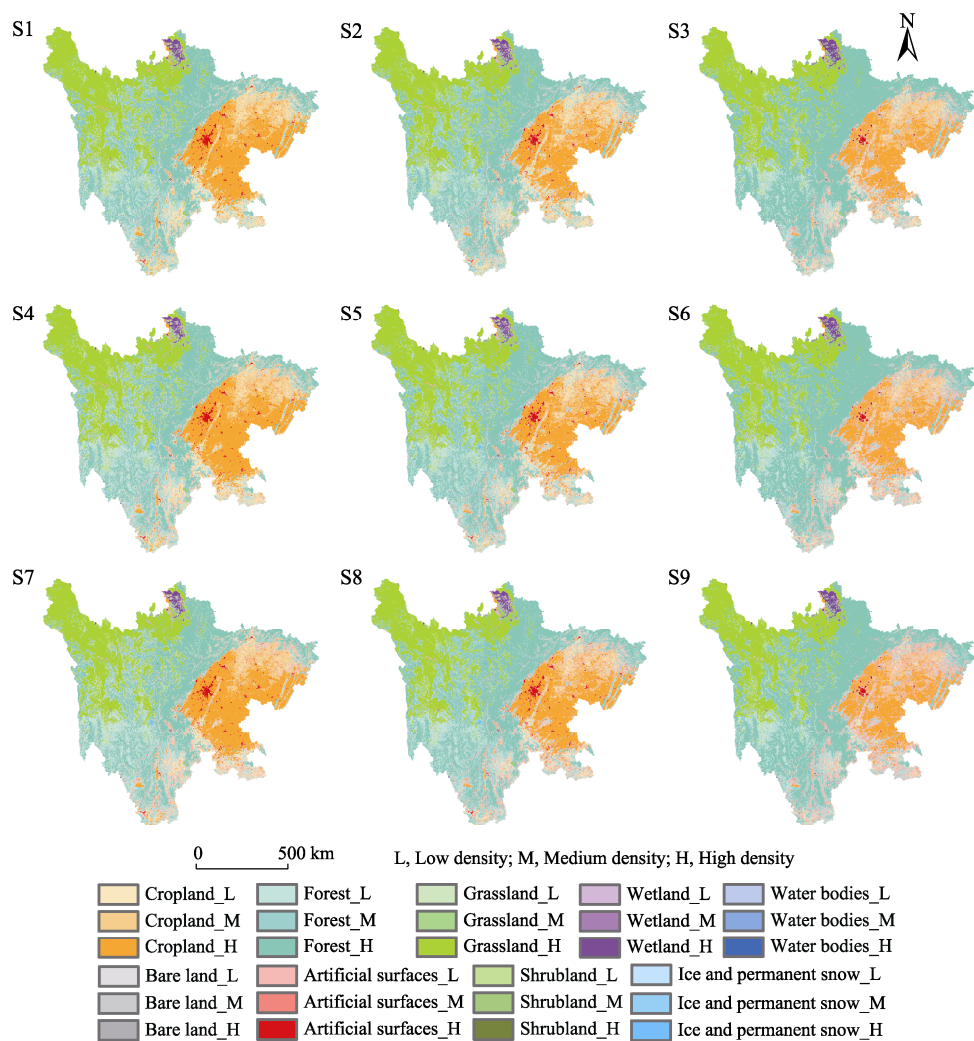 S1
S2
S3
N
S4
S5
S6
S7
S8
S9
0 500 km
L, Low density; M, Medium density; H, High density
Cropland_L Forest_L Grassland_L Wetland_L Water bodies_L
Cropland_M Forest_M Grassland_M Wetland_M Water bodies_M
Cropland_H Forest_H Grassland_H Wetland_H Water bodies_H
Bare land_L Artificial surfaces_L Shrubland_L Ice and permanent snow_L
Bare land_M Artificial surfaces_M Shrubland_M Ice and permanent snow_M
Bare land_H Artificial surfaces_H Shrubland_H Ice and permanent snow_H